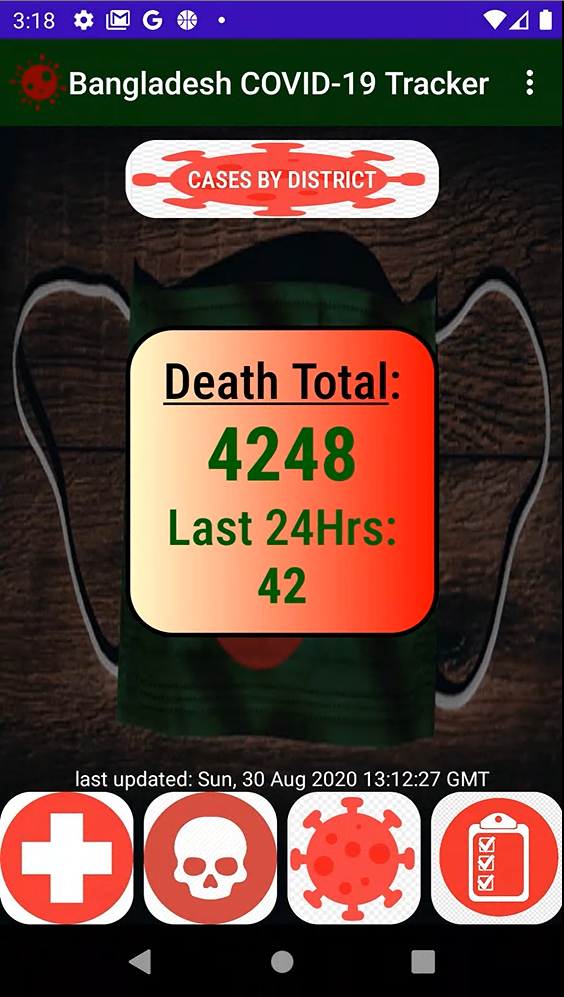 3:18
Bangladesh COVID-19 Tracker
CASES BY DISTRICT
Death Total:
4248
Last 24Hrs:
42
last updated: Sun, 30 Aug 2020 13:12:27 GMT